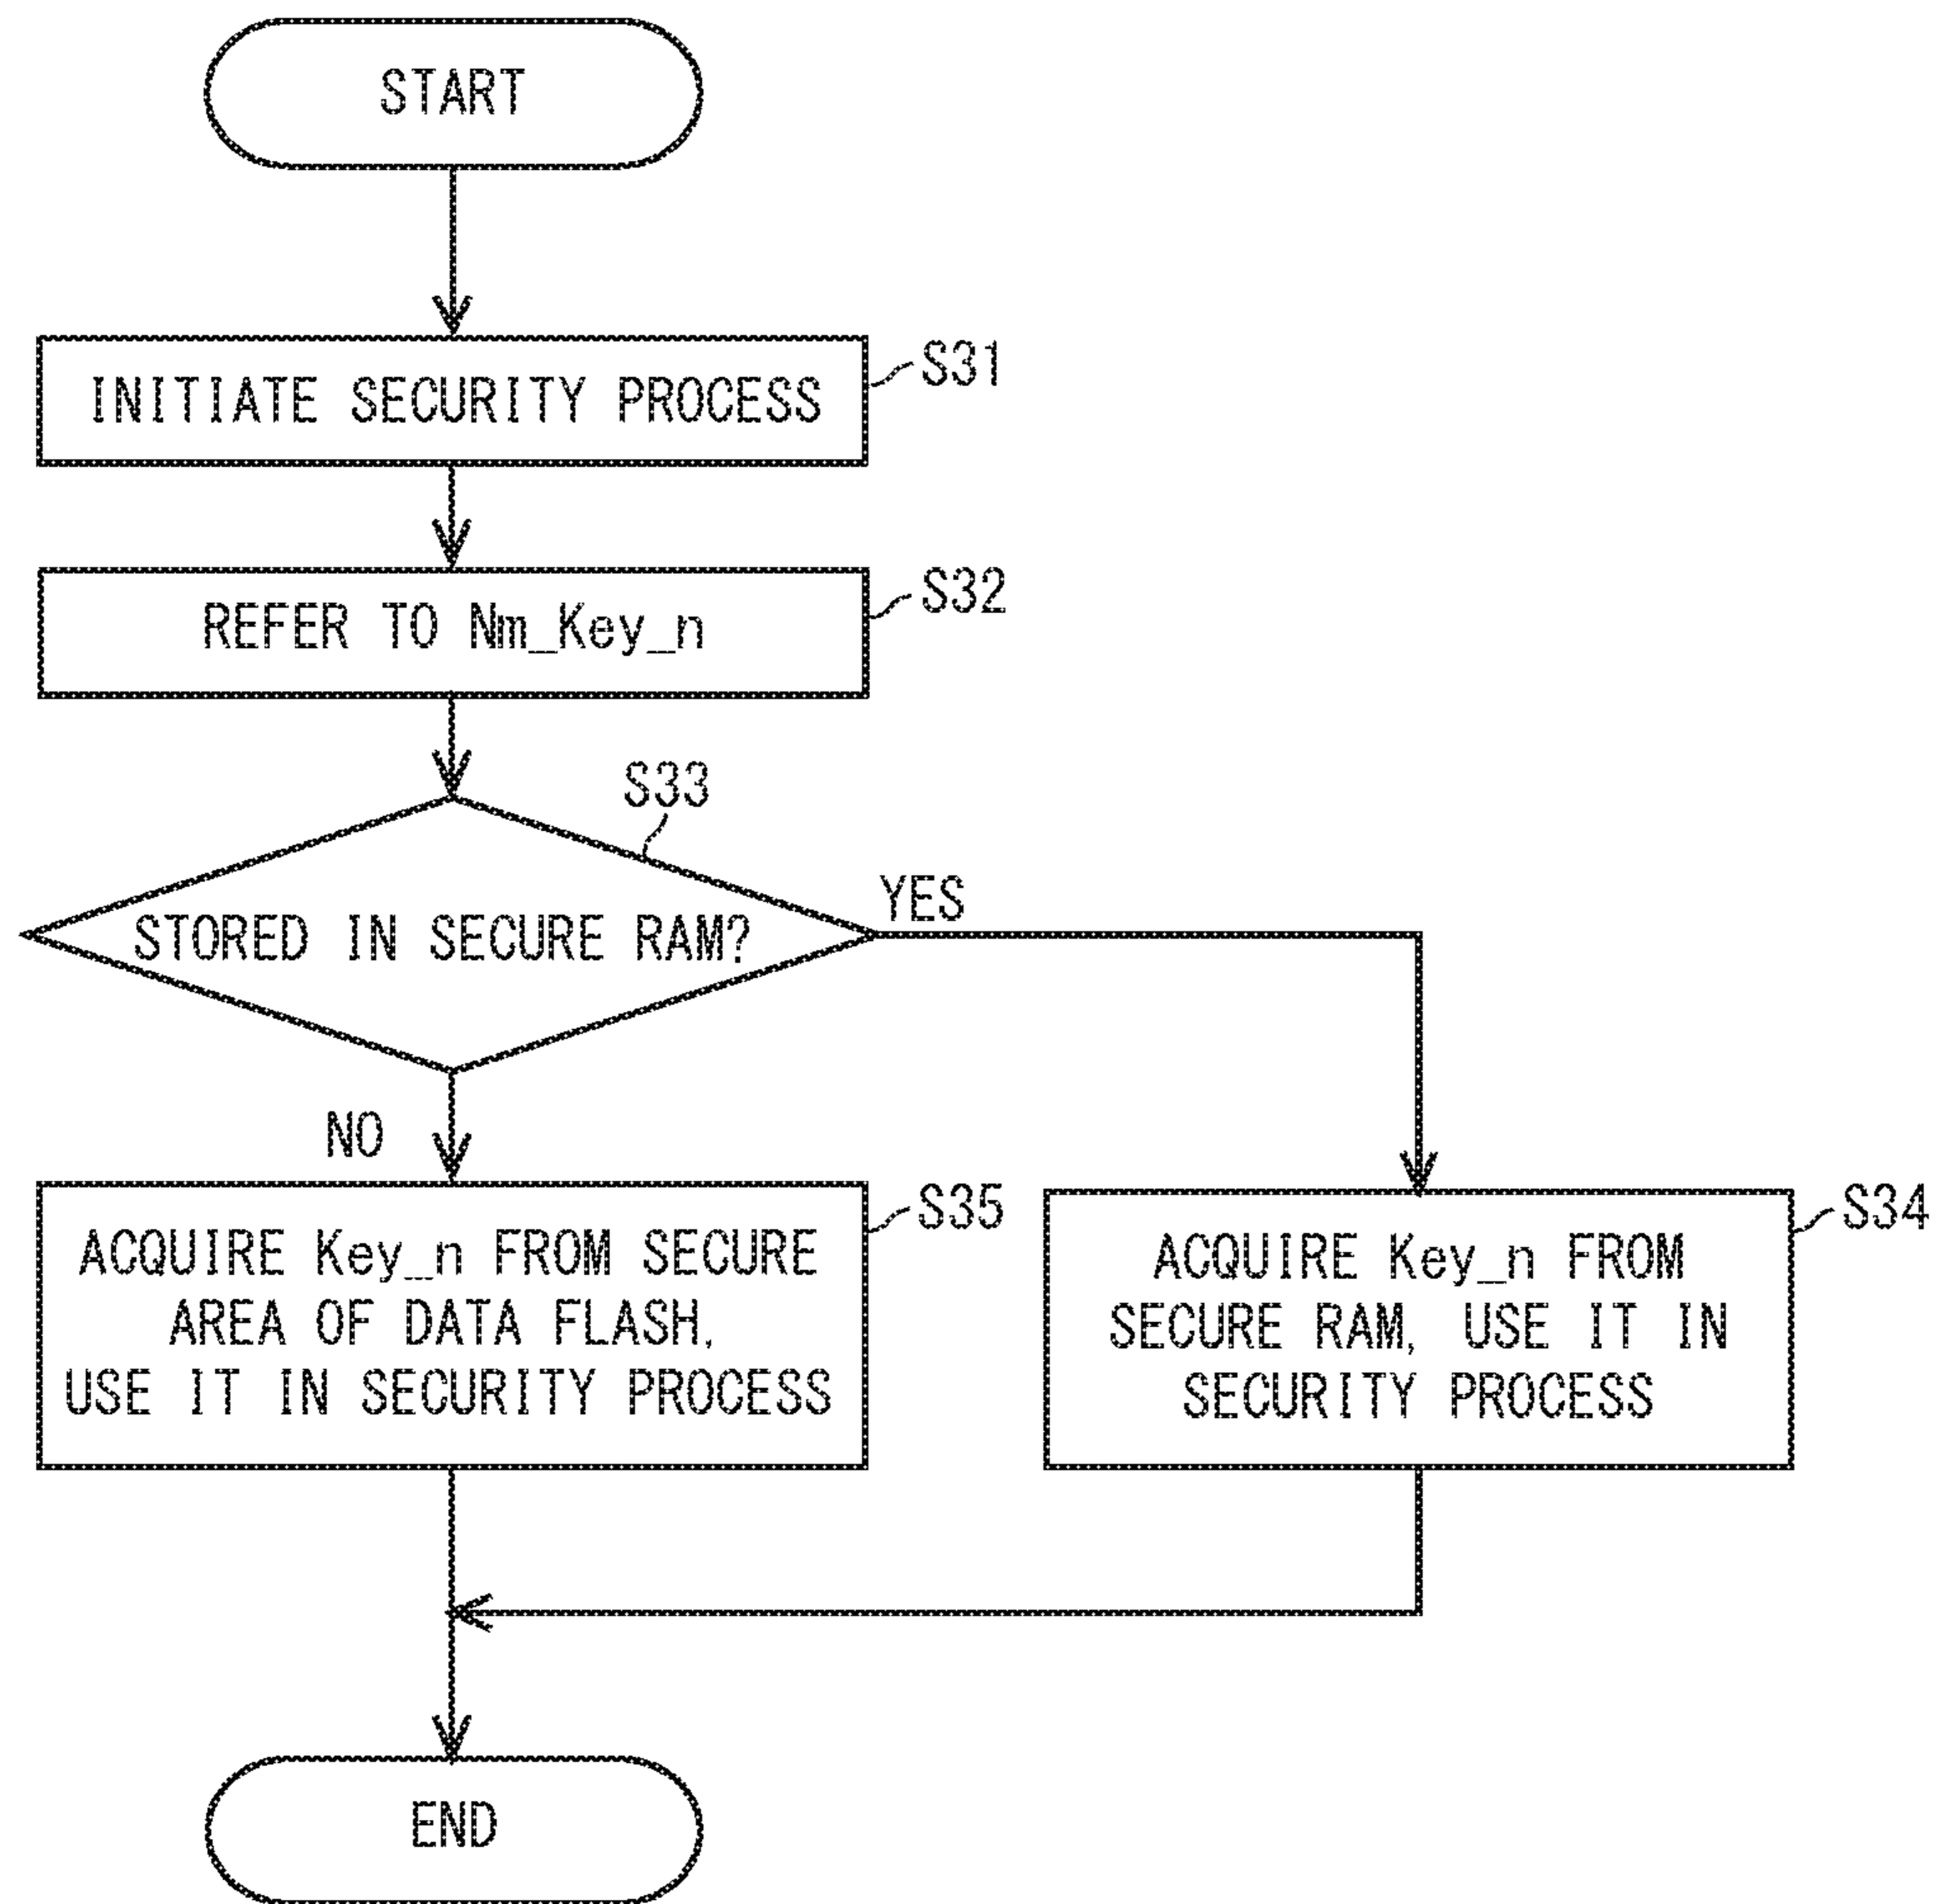 START
INITIATE SECURITY PROCESS
S31
REFER TO Nm_Key_n
S32
S33
STORED IN SECURE RAM?
YES
NO
ACQUIRE Key_n FROM SECURE
AREA OF DATA FLASH,
USE IT IN SECURITY PROCESS
S35
ACQUIRE Key_n FROM
SECURE RAM, USE IT IN
SECURITY PROCESS
S34
END